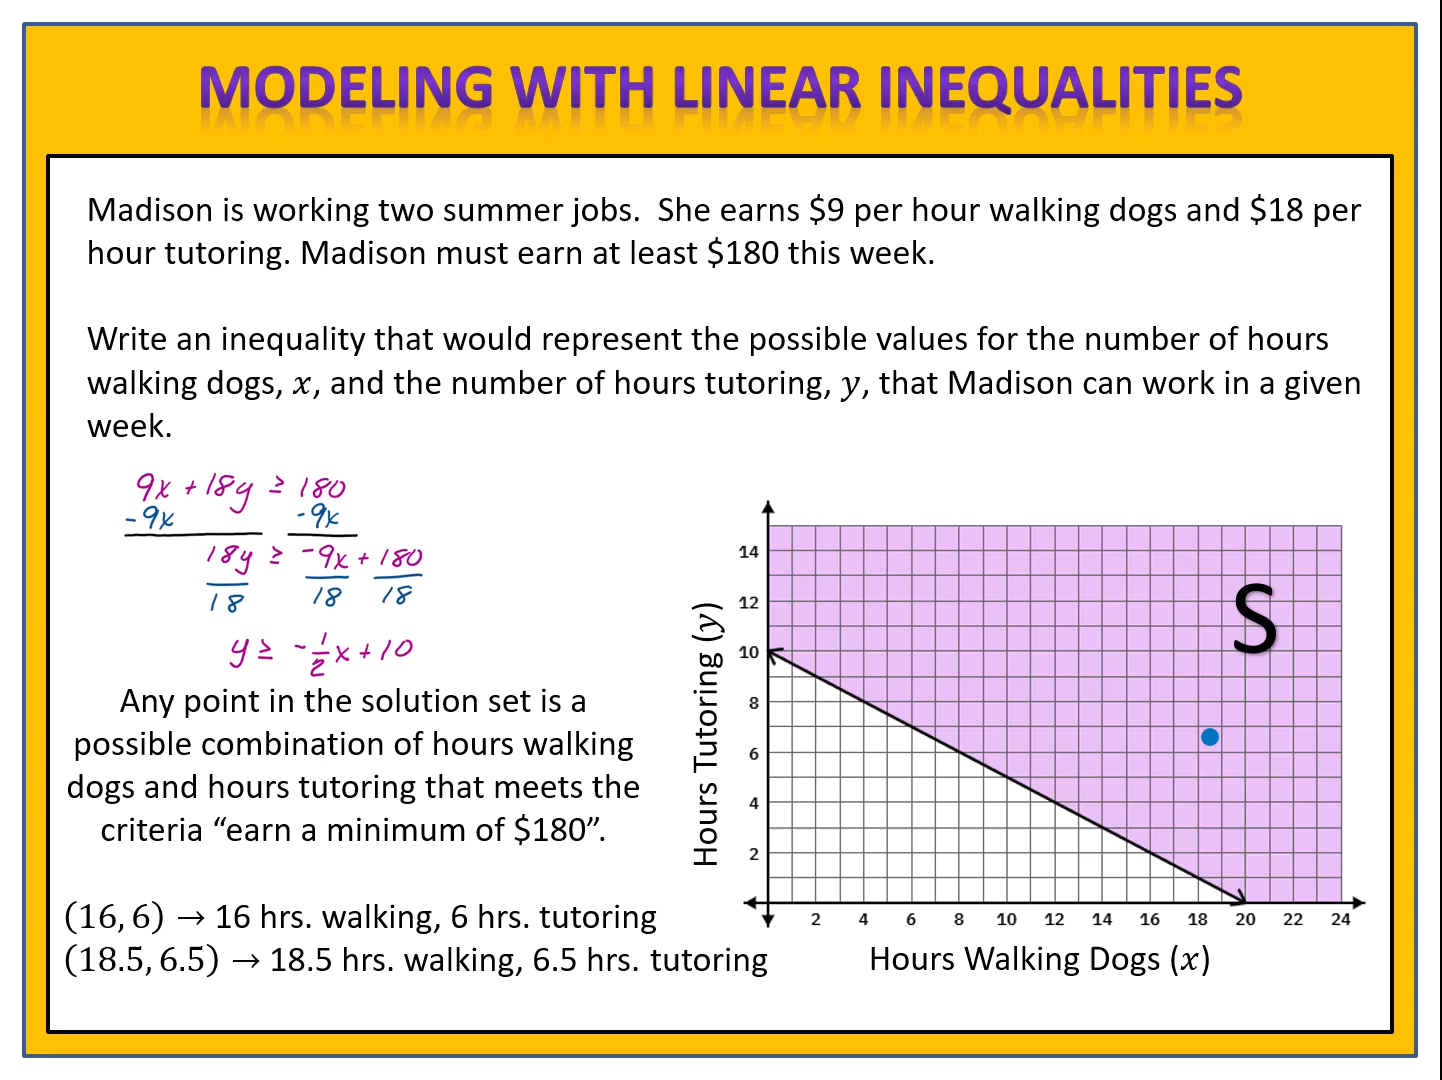 MODELING WITH LINEAR INEQUALITIES
Madison is working two summer jobs.  She earns $9 per hour walking dogs and $18 per
hour tutoring. Madison must earn at least $180 this week.
Write an inequality that would represent the possible values for the number of hours
walking dogs, x, and the number of hours tutoring, y, that Madison can work in a given
week.
9x + 18y ≥ 180
-9x -9x
18y ≥ -9x + 180
18 18 18
y ≥ -1/2x + 10
Any point in the solution set is a
possible combination of hours walking
dogs and hours tutoring that meets the
criteria “earn a minimum of $180”.
(16, 6) → 16 hrs. walking, 6 hrs. tutoring
(18.5, 6.5) → 18.5 hrs. walking, 6.5 hrs. tutoring
Hours Tutoring (y)
14
12
10
8
6
4
2
S
2 4 6 8 10 12 14 16 18 20 22 24
Hours Walking Dogs (x)